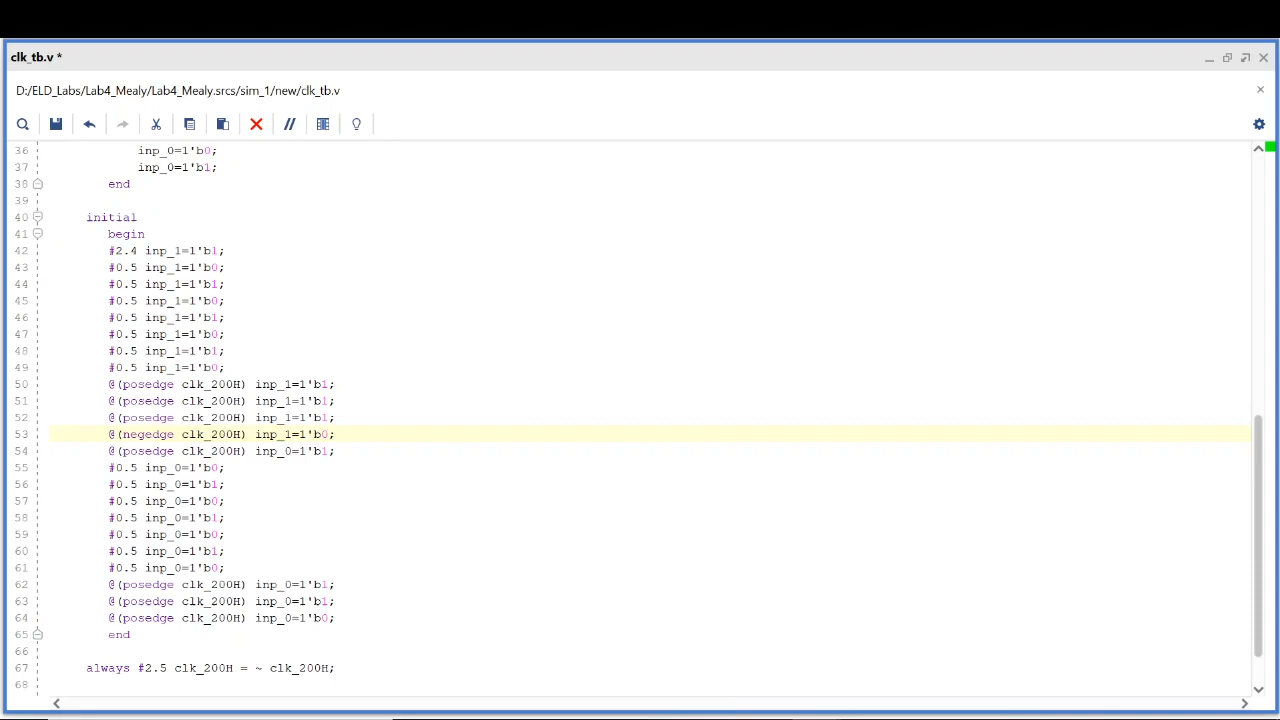 clk_tb.v *
D:/ELD_Labs/Lab4_Mealy/Lab4_Mealy.srcs/sim_1/new/clk_tb.v
36 inp_0=1'b0;
37 inp_0=1'b1;
38 end
39
40 initial
41 begin
42 #2.4 inp_1=1'b1;
43 #0.5 inp_1=1'b0;
44 #0.5 inp_1=1'b1;
45 #0.5 inp_1=1'b0;
46 #0.5 inp_1=1'b1;
47 #0.5 inp_1=1'b0;
48 #0.5 inp_1=1'b1;
49 #0.5 inp_1=1'b0;
50 @(posedge clk_200H) inp_1=1'b1;
51 @(posedge clk_200H) inp_1=1'b1;
52 @(posedge clk_200H) inp_1=1'b1;
53 @(negedge clk_200H) inp_1=1'b0;
54 @(posedge clk_200H) inp_0=1'b1;
55 #0.5 inp_0=1'b0;
56 #0.5 inp_0=1'b1;
57 #0.5 inp_0=1'b0;
58 #0.5 inp_0=1'b1;
59 #0.5 inp_0=1'b0;
60 #0.5 inp_0=1'b1;
61 #0.5 inp_0=1'b0;
62 @(posedge clk_200H) inp_0=1'b1;
63 @(posedge clk_200H) inp_0=1'b1;
64 @(posedge clk_200H) inp_0=1'b0;
65 end
66
67 always #2.5 clk_200H = ~ clk_200H;
68